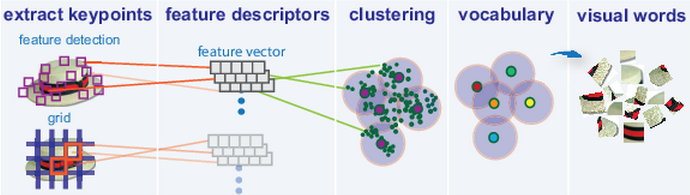 extract keypoints
feature descriptors
clustering
vocabulary
visual words
feature detection
feature vector
grid